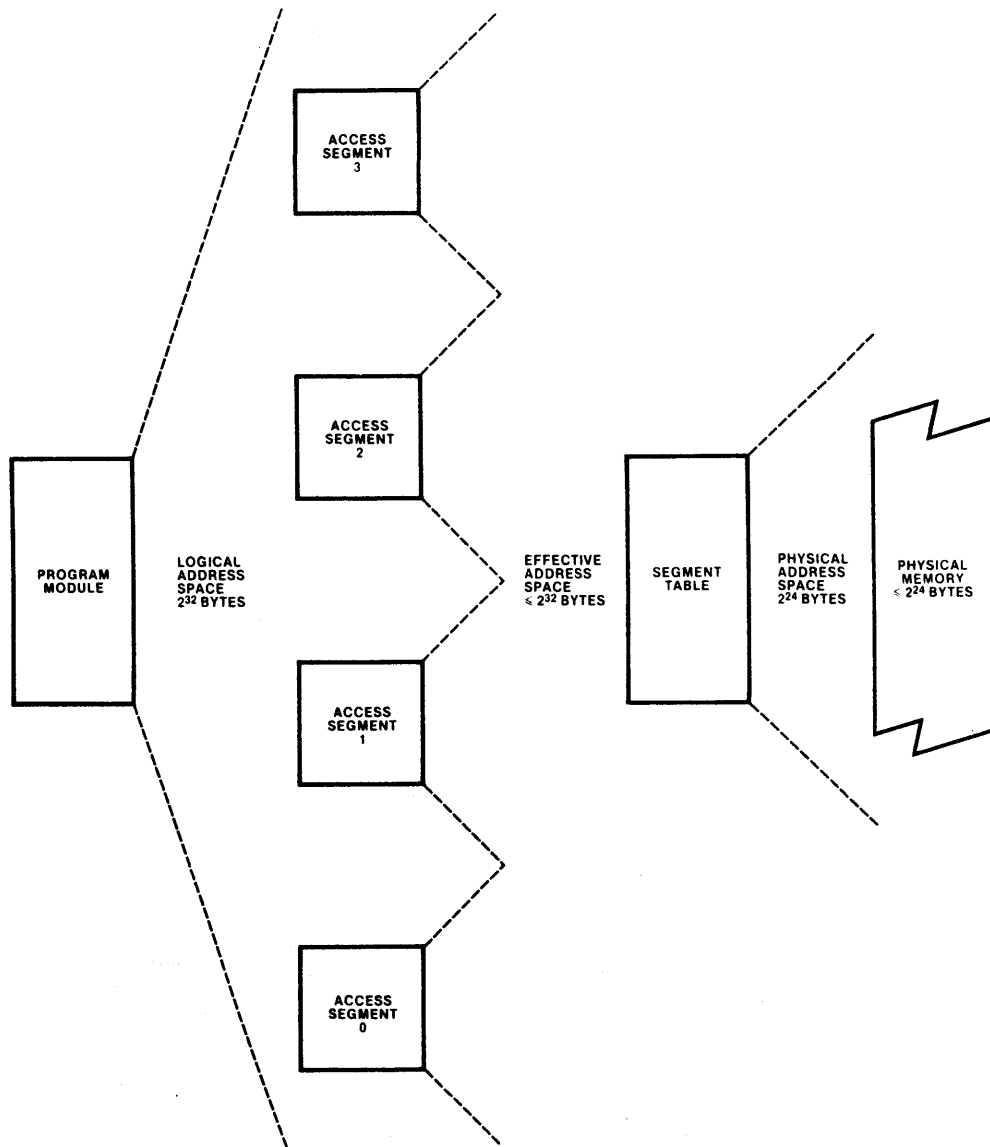 ACCESS
SEGMENT
3
ACCESS
SEGMENT
2
PROGRAM
MODULE
LOGICAL
ADDRESS
SPACE
2³² BYTES
EFFECTIVE
ADDRESS
SPACE
≤ 2³² BYTES
SEGMENT
TABLE
PHYSICAL
ADDRESS
SPACE
2²⁴ BYTES
PHYSICAL
MEMORY
≤ 2²⁴ BYTES
ACCESS
SEGMENT
1
ACCESS
SEGMENT
0